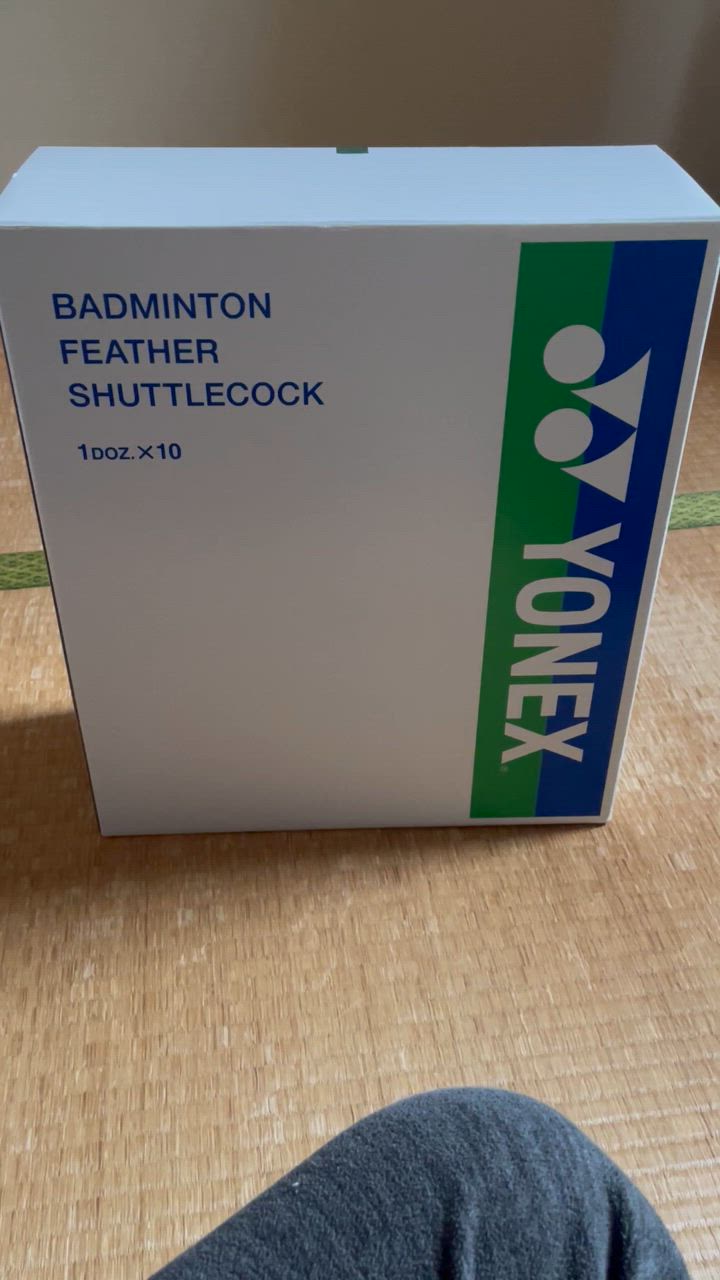 BADMINTON
FEATHER
SHUTTLECOCK
1DOZ.×10
YONEX